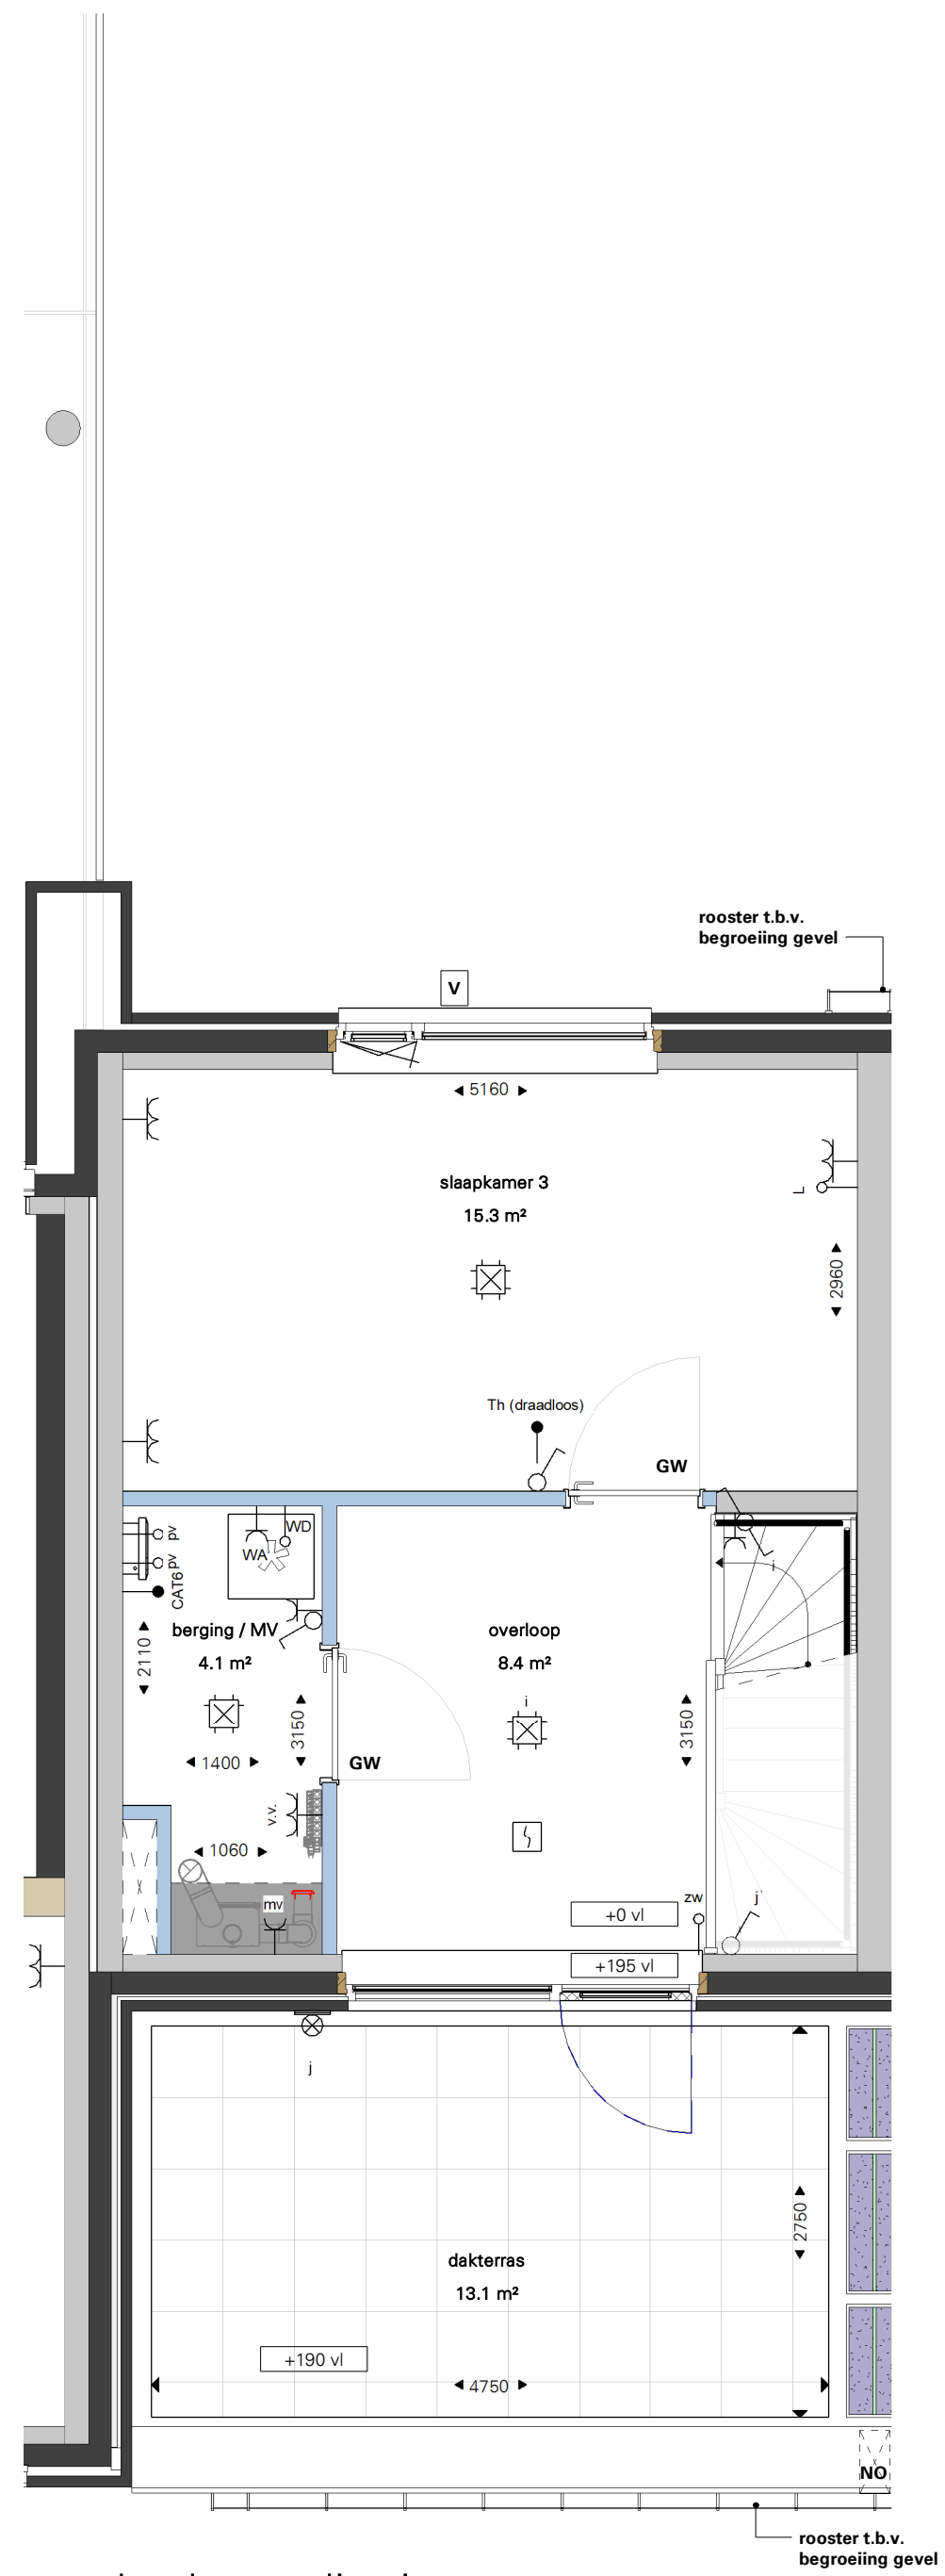 rooster t.b.v.
begroeiing gevel
V
5160
slaapkamer 3
15.3 m²
L
2960
Th (draadloos)
GW
pv
pv
CAT6
WD
WA
i
berging / MV
4.1 m²
overloop
8.4 m²
2110
i
3150
3150
1400
GW
v.v.
1060
mv
zw
j
+0 vl
+195 vl
j
2750
dakterras
13.1 m²
+190 vl
4750
NO
rooster t.b.v.
begroeiing gevel